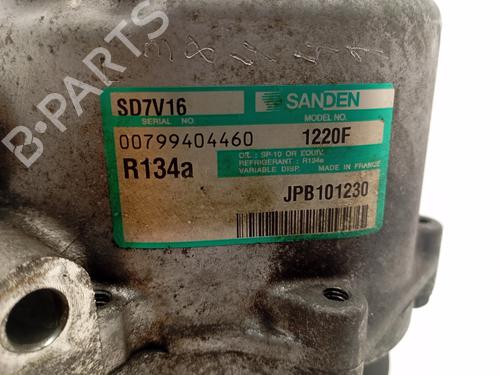 SD7V16 SANDEN
SERIAL NO. MODEL NO.
00799404460 1220F
R134a
OIL : SP-10 OR EQUIV.
REFRIGERANT : R134a
VARIABLE DISP. MADE IN FRANCE
JPB101230